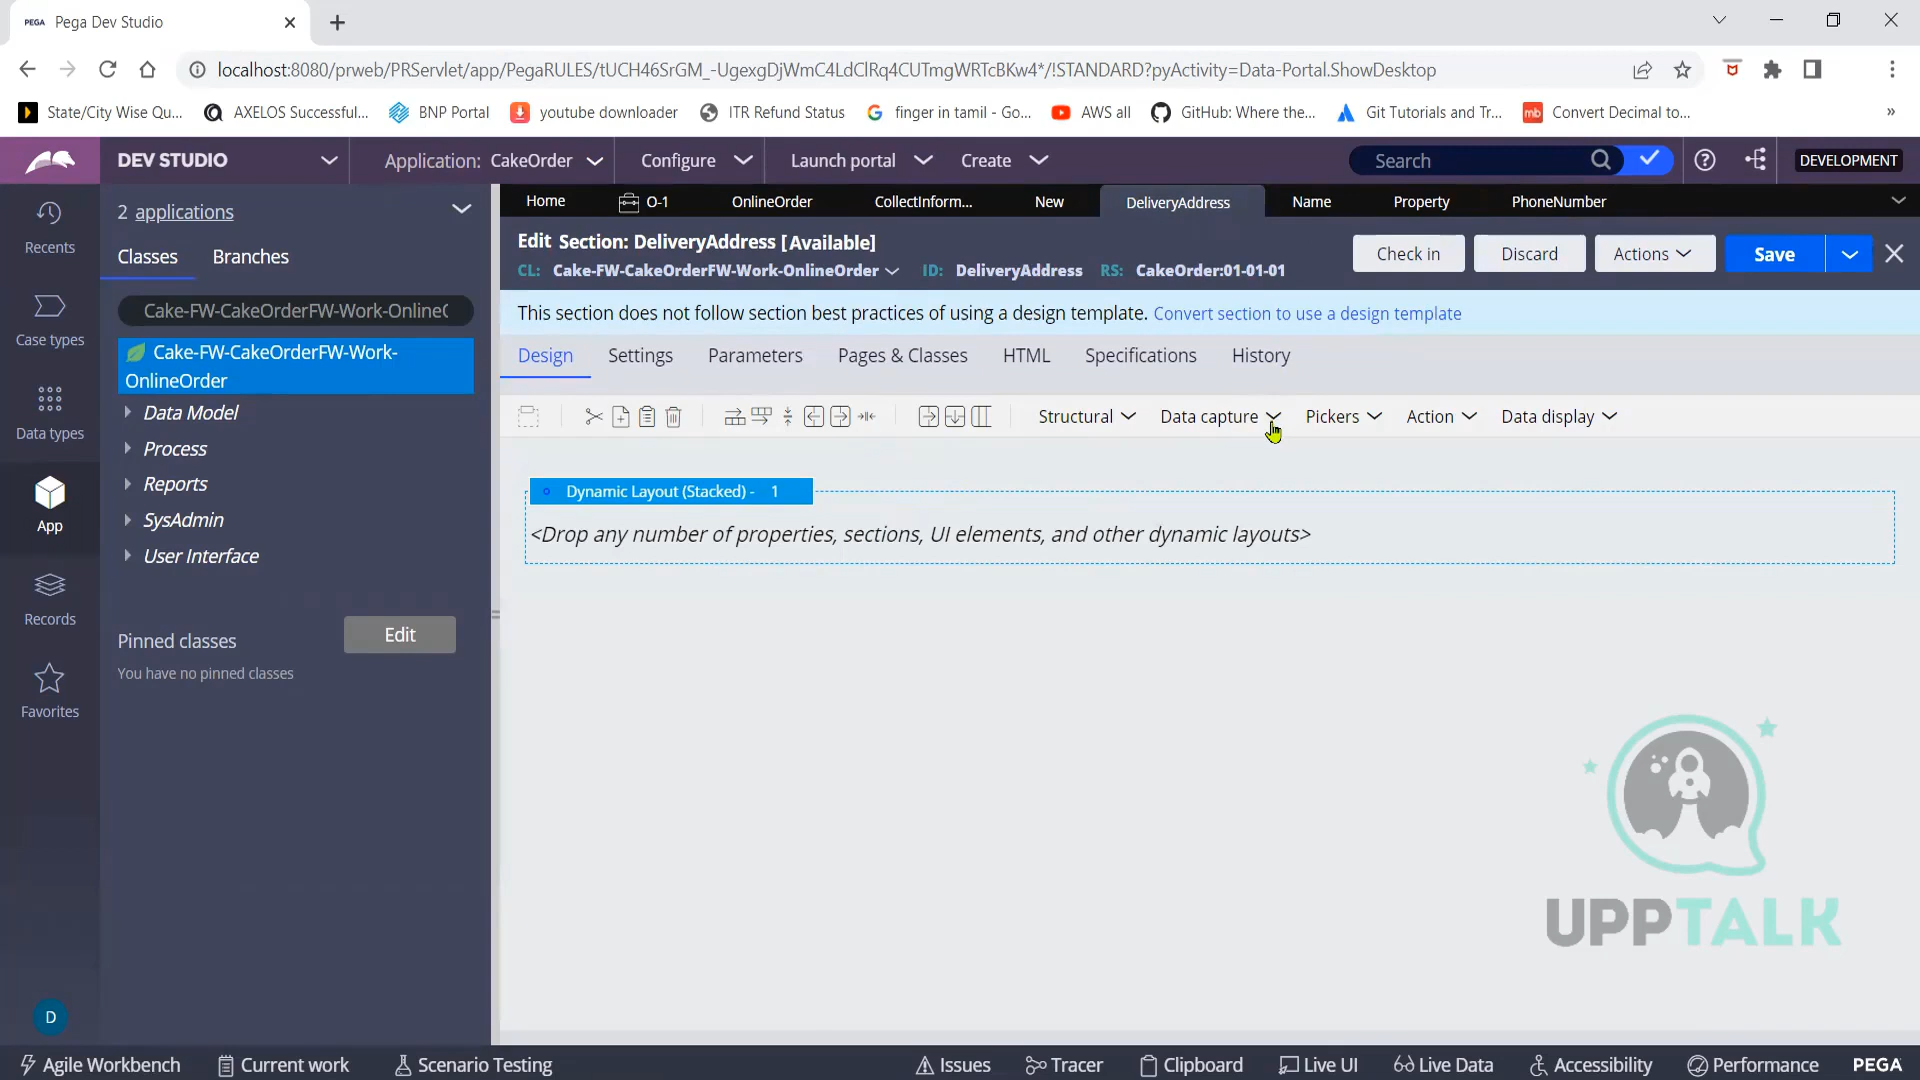 PEGA Pega Dev Studio
localhost:8080/prweb/PRServlet/app/PegaRULES/tUCH46SrGM_-UgexgDjWmC4LdClRq4CUTmgWRTcBKw4*/!STANDARD?pyActivity=Data-Portal.ShowDesktop
State/City Wise Qu... AXELOS Successful... BNP Portal youtube downloader ITR Refund Status finger in tamil - Go... AWS all GitHub: Where the... Git Tutorials and Tr... mb Convert Decimal to... »
DEV STUDIO Application: CakeOrder Configure Launch portal Create Search DEVELOPMENT
Recents
Case types
Data types
App
Records
Favorites
D
2 applications
Classes Branches
Cake-FW-CakeOrderFW-Work-OnlineO
Cake-FW-CakeOrderFW-Work-
OnlineOrder
Data Model
Process
Reports
SysAdmin
User Interface
Pinned classes Edit
You have no pinned classes
Home O-1 OnlineOrder CollectInform... New DeliveryAddress Name Property PhoneNumber
Edit Section: DeliveryAddress [Available]
CL: Cake-FW-CakeOrderFW-Work-OnlineOrder ID: DeliveryAddress RS: CakeOrder:01-01-01
Check in Discard Actions Save
This section does not follow section best practices of using a design template. Convert section to use a design template
Design Settings Parameters Pages & Classes HTML Specifications History
Structural Data capture Pickers Action Data display
Dynamic Layout (Stacked) - 1
<Drop any number of properties, sections, UI elements, and other dynamic layouts>
UPPTALK
Agile Workbench Current work Scenario Testing Issues Tracer Clipboard Live UI Live Data Accessibility Performance PEGA